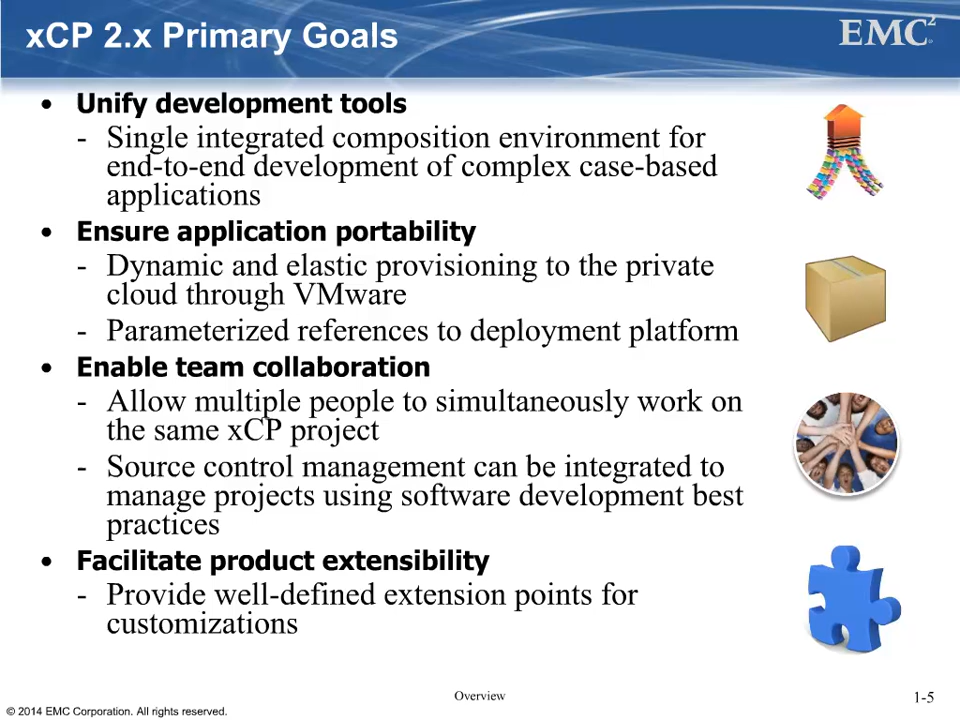 xCP 2.x Primary Goals
EMC²
• Unify development tools
- Single integrated composition environment for
end-to-end development of complex case-based
applications
• Ensure application portability
- Dynamic and elastic provisioning to the private
cloud through VMware
- Parameterized references to deployment platform
• Enable team collaboration
- Allow multiple people to simultaneously work on
the same xCP project
- Source control management can be integrated to
manage projects using software development best
practices
• Facilitate product extensibility
- Provide well-defined extension points for
customizations
Overview
1-5
© 2014 EMC Corporation. All rights reserved.